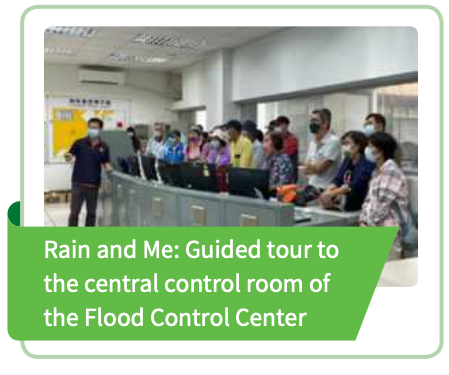 Rain and Me: Guided tour to
the central control room of
the Flood Control Center